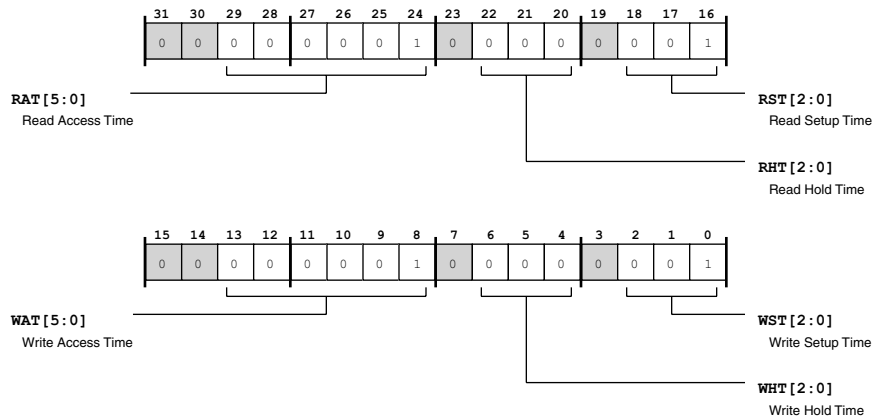 31 30 29 28 27 26 25 24 23 22 21 20 19 18 17 16
0 0 0 0 0 0 0 1 0 0 0 0 0 0 0 1
RAT[5:0]
Read Access Time
RST[2:0]
Read Setup Time
RHT[2:0]
Read Hold Time
15 14 13 12 11 10 9 8 7 6 5 4 3 2 1 0
0 0 0 0 0 0 0 1 0 0 0 0 0 0 0 1
WAT[5:0]
Write Access Time
WST[2:0]
Write Setup Time
WHT[2:0]
Write Hold Time